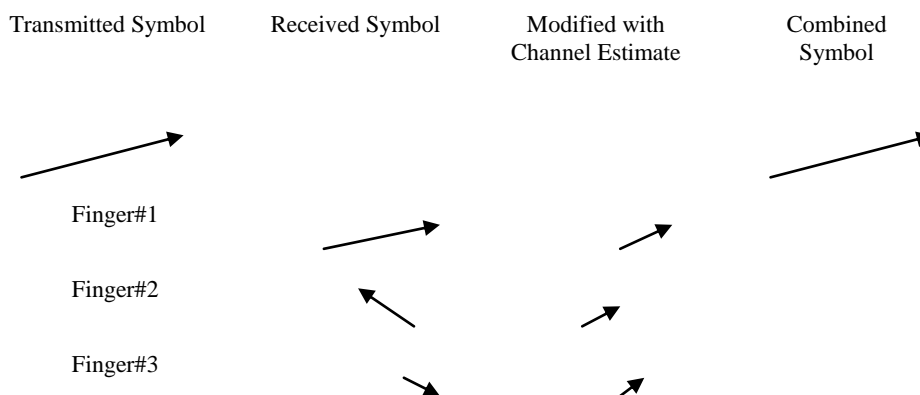 Transmitted Symbol
Received Symbol
Modified with
Channel Estimate
Combined
Symbol
Finger#1
Finger#2
Finger#3